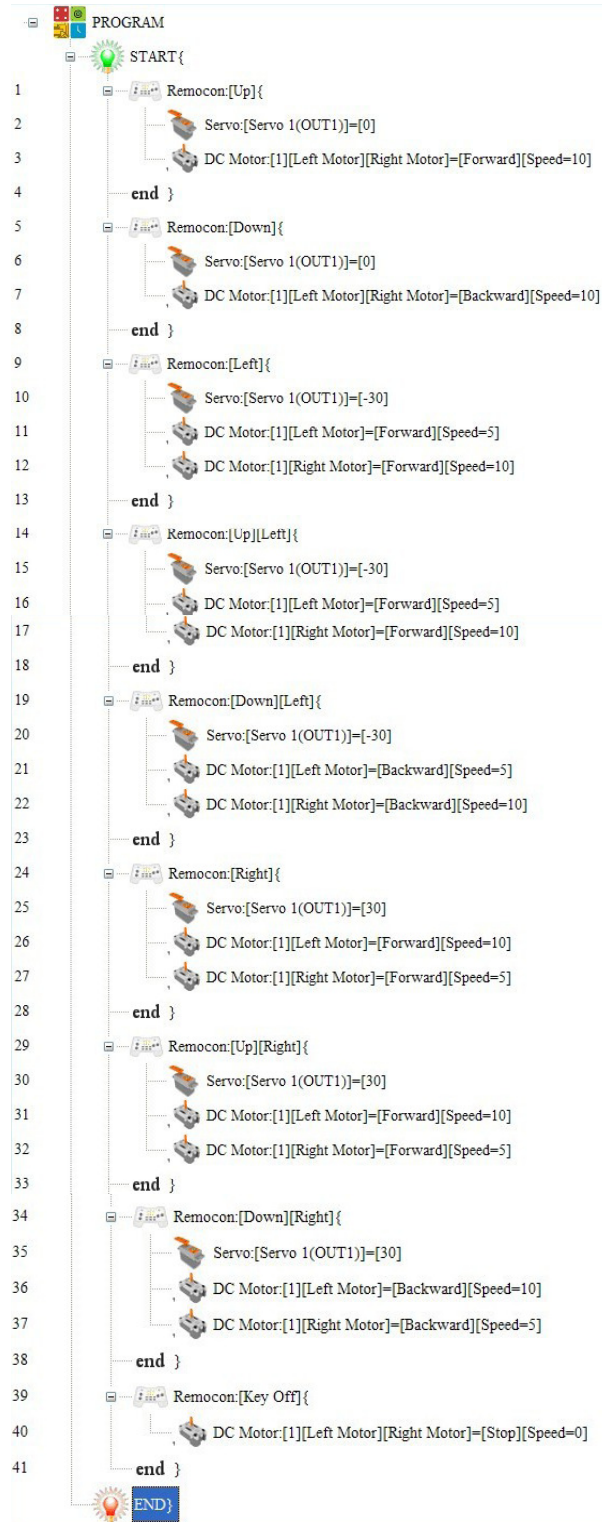 PROGRAM
START{
1 Remocon:[Up]{
2 Servo:[Servo 1(OUT1)]=[0]
3 DC Motor:[1][Left Motor][Right Motor]=[Forward][Speed=10]
4 end }
5 Remocon:[Down]{
6 Servo:[Servo 1(OUT1)]=[0]
7 DC Motor:[1][Left Motor][Right Motor]=[Backward][Speed=10]
8 end }
9 Remocon:[Left]{
10 Servo:[Servo 1(OUT1)]=[-30]
11 DC Motor:[1][Left Motor]=[Forward][Speed=5]
12 DC Motor:[1][Right Motor]=[Forward][Speed=10]
13 end }
14 Remocon:[Up][Left]{
15 Servo:[Servo 1(OUT1)]=[-30]
16 DC Motor:[1][Left Motor]=[Forward][Speed=5]
17 DC Motor:[1][Right Motor]=[Forward][Speed=10]
18 end }
19 Remocon:[Down][Left]{
20 Servo:[Servo 1(OUT1)]=[-30]
21 DC Motor:[1][Left Motor]=[Backward][Speed=5]
22 DC Motor:[1][Right Motor]=[Backward][Speed=10]
23 end }
24 Remocon:[Right]{
25 Servo:[Servo 1(OUT1)]=[30]
26 DC Motor:[1][Left Motor]=[Forward][Speed=10]
27 DC Motor:[1][Right Motor]=[Forward][Speed=5]
28 end }
29 Remocon:[Up][Right]{
30 Servo:[Servo 1(OUT1)]=[30]
31 DC Motor:[1][Left Motor]=[Forward][Speed=10]
32 DC Motor:[1][Right Motor]=[Forward][Speed=5]
33 end }
34 Remocon:[Down][Right]{
35 Servo:[Servo 1(OUT1)]=[30]
36 DC Motor:[1][Left Motor]=[Backward][Speed=10]
37 DC Motor:[1][Right Motor]=[Backward][Speed=5]
38 end }
39 Remocon:[Key Off]{
40 DC Motor:[1][Left Motor][Right Motor]=[Stop][Speed=0]
41 end }
END}